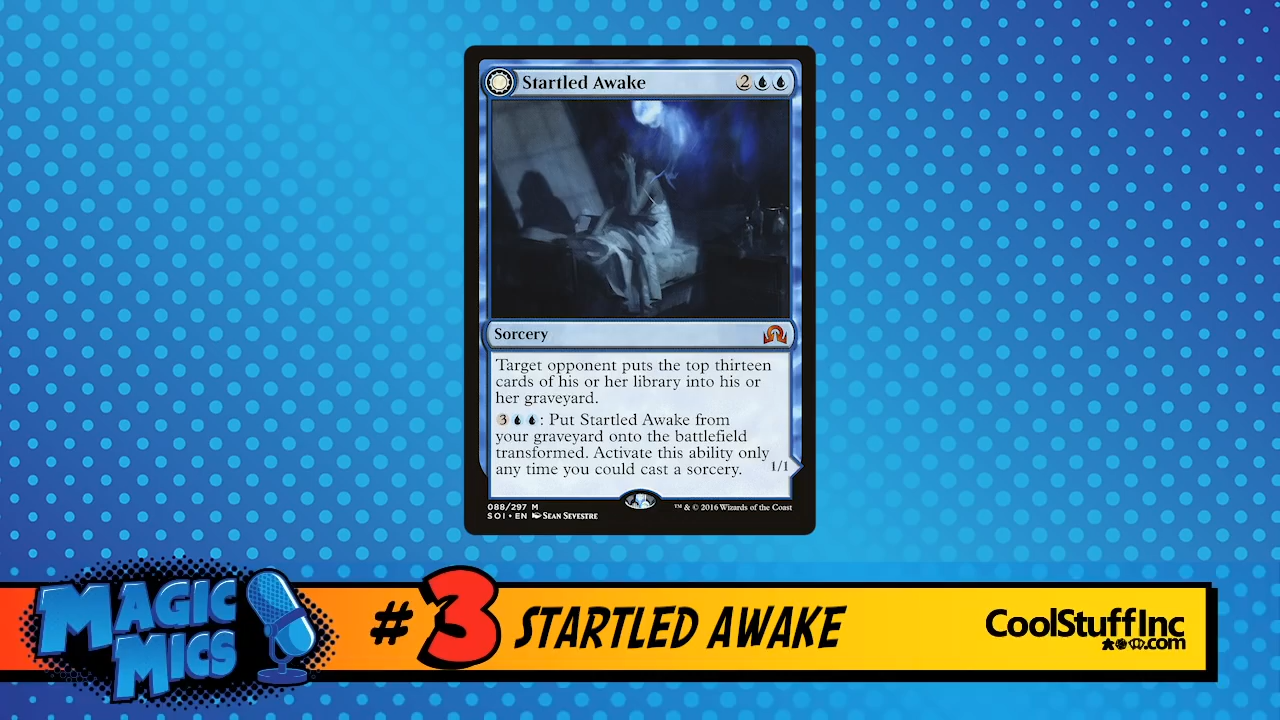 Startled Awake 2
Sorcery
Target opponent puts the top thirteen
cards of his or her library into his or
her graveyard.
3 : Put Startled Awake from
your graveyard onto the battlefield
transformed. Activate this ability only
any time you could cast a sorcery.
1/1
088/297 M
SOI • EN Sean Sevestre
™ & © 2016 Wizards of the Coast
MAGIC
MICS
#3 STARTLED AWAKE
CoolStuffInc
.com